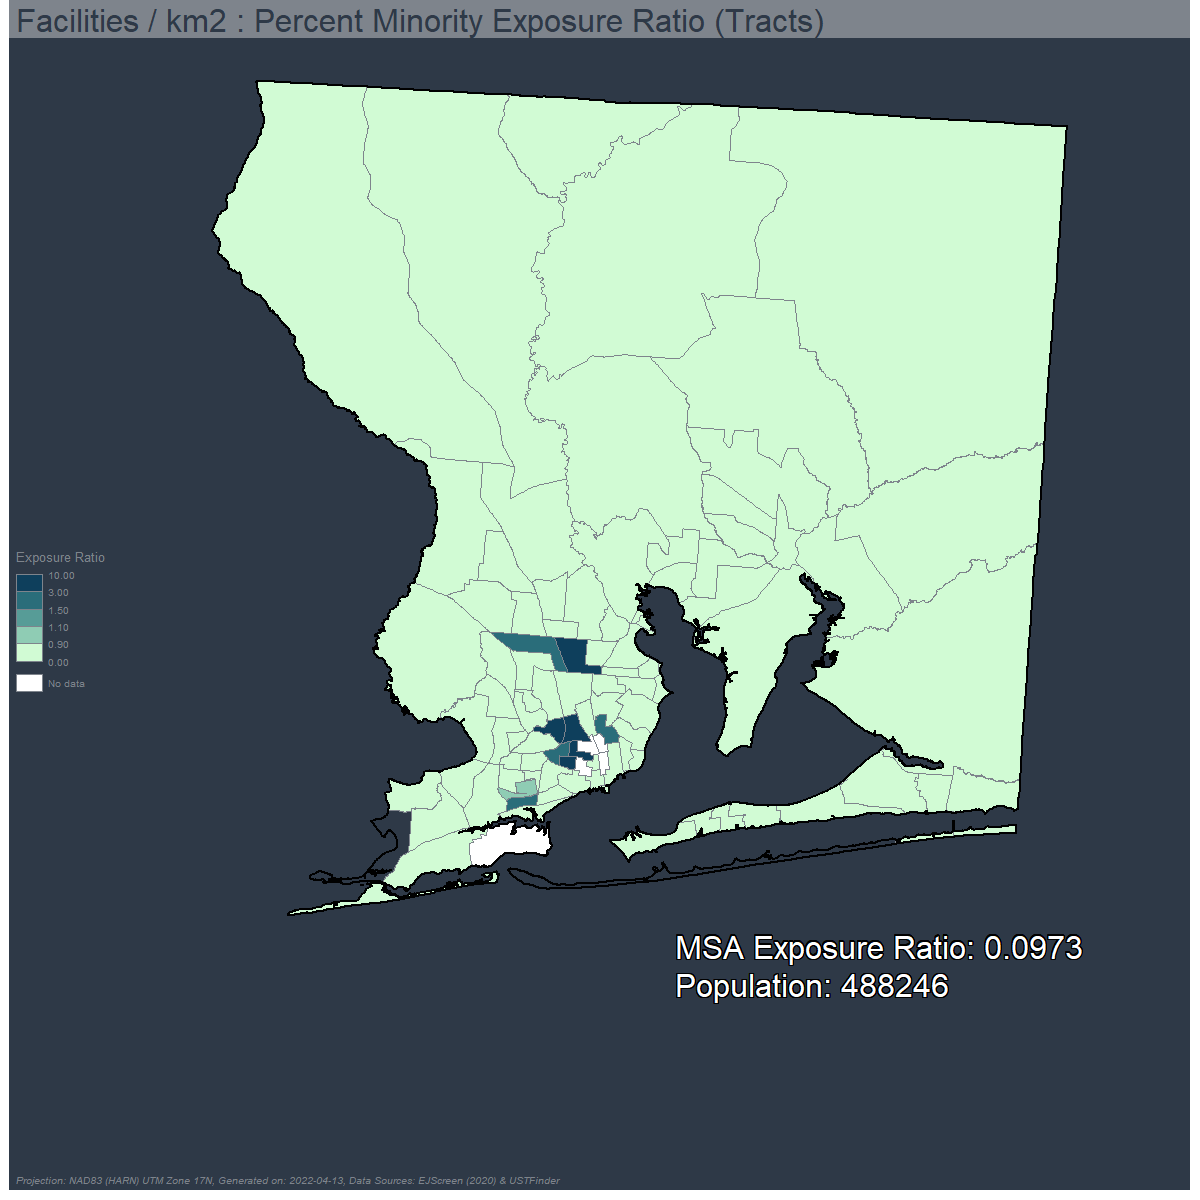 Facilities / km2 : Percent Minority Exposure Ratio (Tracts)
Exposure Ratio
10.00
3.00
1.50
1.10
0.90
0.00
No data
MSA Exposure Ratio: 0.0973
Population: 488246
Projection: NAD83 (HARN) UTM Zone 17N, Generated on: 2022-04-13, Data Sources: EJScreen (2020) & USTFinder